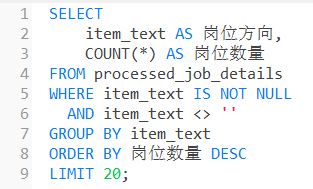 1 SELECT
2 item_text AS 岗位方向,
3 COUNT(*) AS 岗位数量
4 FROM processed_job_details
5 WHERE item_text IS NOT NULL
6 AND item_text <> ''
7 GROUP BY item_text
8 ORDER BY 岗位数量 DESC
9 LIMIT 20;